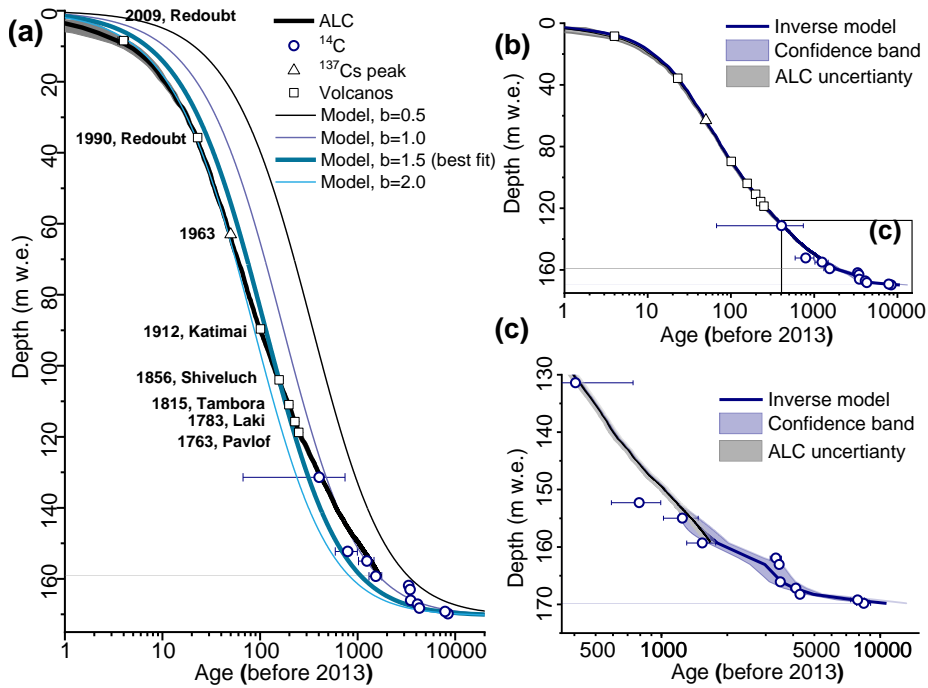 (a)
2009, Redoubt
ALC
14C
137Cs peak
Volcanos
Model, b=0.5
Model, b=1.0
Model, b=1.5 (best fit)
Model, b=2.0
1990, Redoubt
1963
1912, Katimai
1856, Shiveluch
1815, Tambora
1783, Laki
1763, Pavlof
Depth (m w.e.)
0
20
40
60
80
100
120
140
160
1 10 100 1000 10000
Age (before 2013)
(b)
Inverse model
Confidence band
ALC uncertianty
(c)
Depth (m w.e.)
0
40
80
120
160
1 10 100 1000 10000
Age (before 2013)
(c)
Inverse model
Confidence band
ALC uncertianty
Depth (m w.e.)
130
140
150
160
170
500 1000 5000 10000
Age (before 2013)